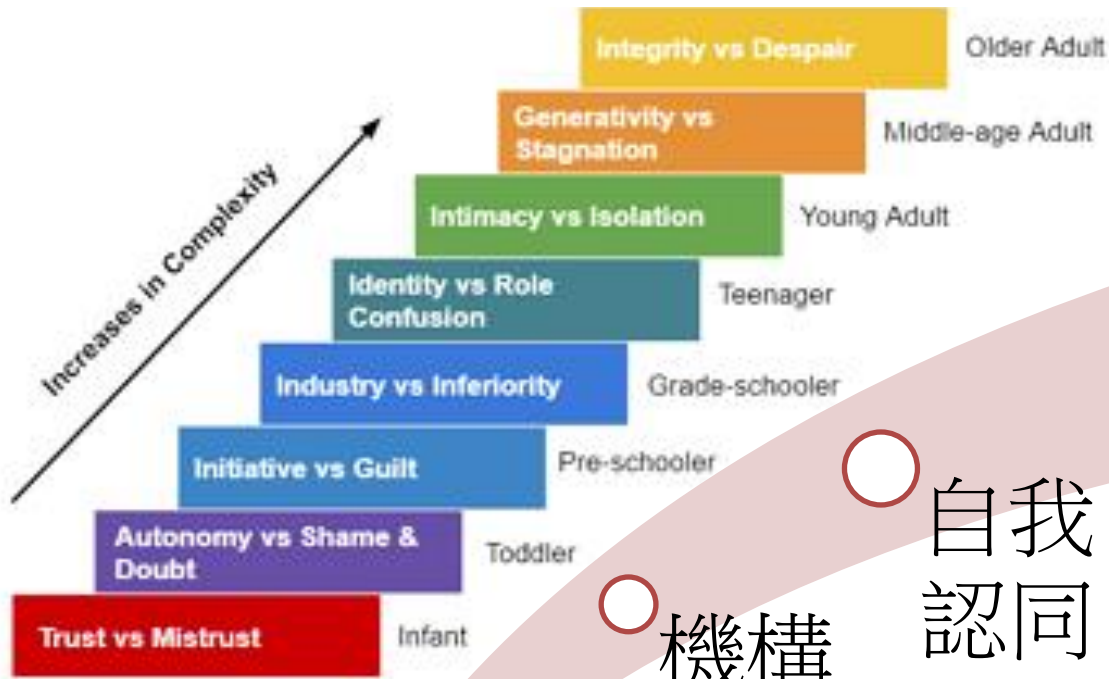 Integrity vs Despair
Older Adult
Generativity vs
Stagnation
Middle-age Adult
Intimacy vs Isolation
Young Adult
Identity vs Role
Confusion
Teenager
Increases in Complexity
Industry vs Inferiority
Grade-schooler
Initiative vs Guilt
Pre-schooler
Autonomy vs Shame &
Doubt
Toddler
Trust vs Mistrust
Infant
自我
認同
機構